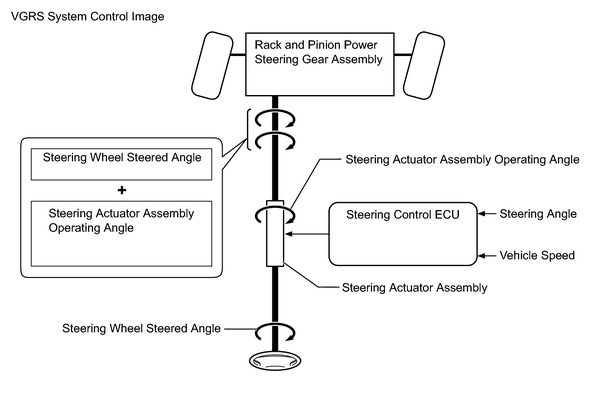 VGRS System Control Image
Rack and Pinion Power
Steering Gear Assembly
Steering Wheel Steered Angle
+
Steering Actuator Assembly
Operating Angle
Steering Actuator Assembly Operating Angle
Steering Control ECU
Steering Angle
Vehicle Speed
Steering Actuator Assembly
Steering Wheel Steered Angle